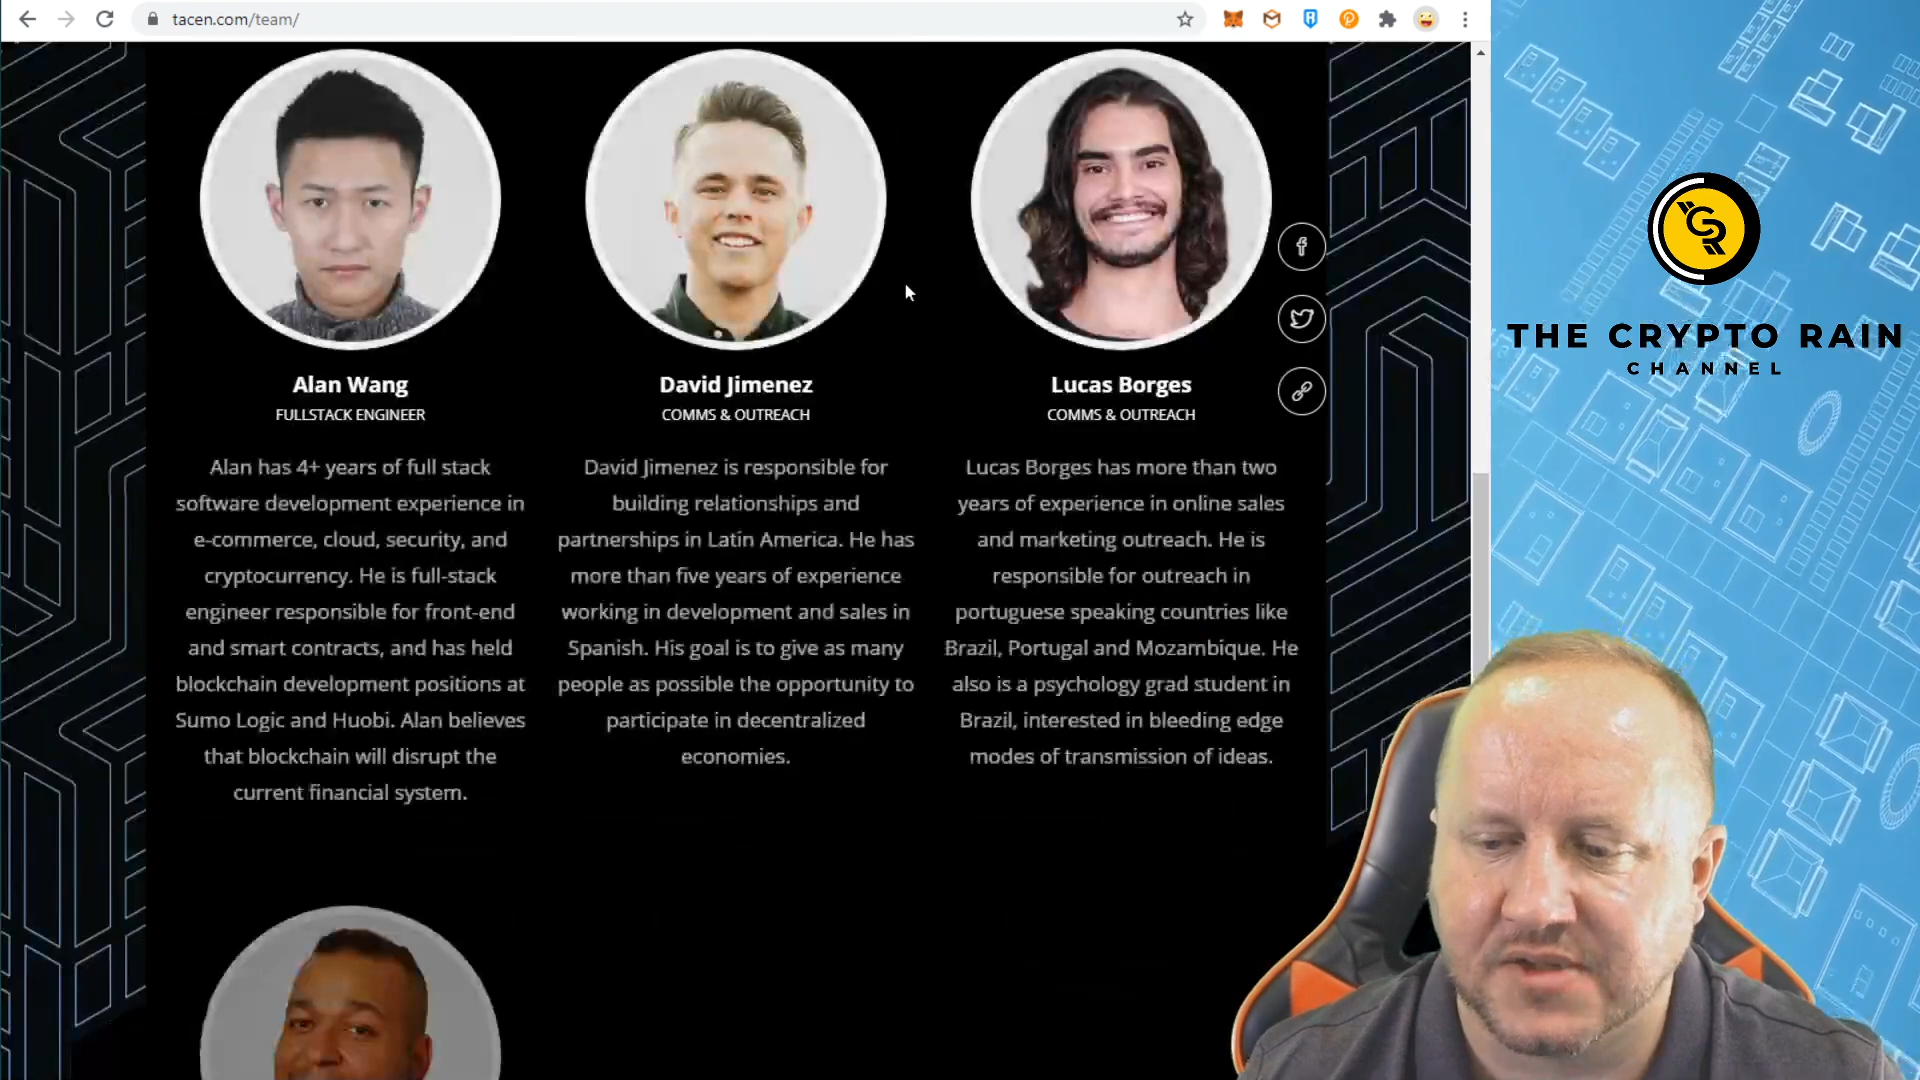 tacen.com/team/
Alan Wang
FULLSTACK ENGINEER
Alan has 4+ years of full stack
software development experience in
e-commerce, cloud, security, and
cryptocurrency. He is full-stack
engineer responsible for front-end
and smart contracts, and has held
blockchain development positions at
Sumo Logic and Huobi. Alan believes
that blockchain will disrupt the
current financial system.
David Jimenez
COMMS & OUTREACH
David Jimenez is responsible for
building relationships and
partnerships in Latin America. He has
more than five years of experience
working in development and sales in
Spanish. His goal is to give as many
people as possible the opportunity to
participate in decentralized
economies.
Lucas Borges
COMMS & OUTREACH
Lucas Borges has more than two
years of experience in online sales
and marketing outreach. He is
responsible for outreach in
portuguese speaking countries like
Brazil, Portugal and Mozambique. He
also is a psychology grad student in
Brazil, interested in bleeding edge
modes of transmission of ideas.
THE CRYPTO RAIN
CHANNEL